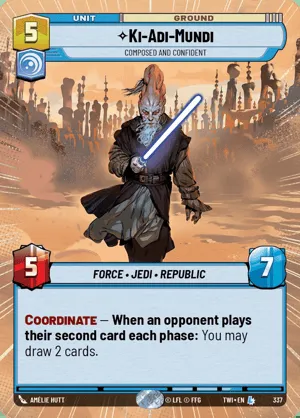 UNIT GROUND
5
✧KI-ADI-MUNDI
COMPOSED AND CONFIDENT
5
7
FORCE • JEDI • REPUBLIC
COORDINATE — When an opponent plays
their second card each phase: You may
draw 2 cards.
AMÉLIE HUTT © LFL © FFG TWI • EN 337